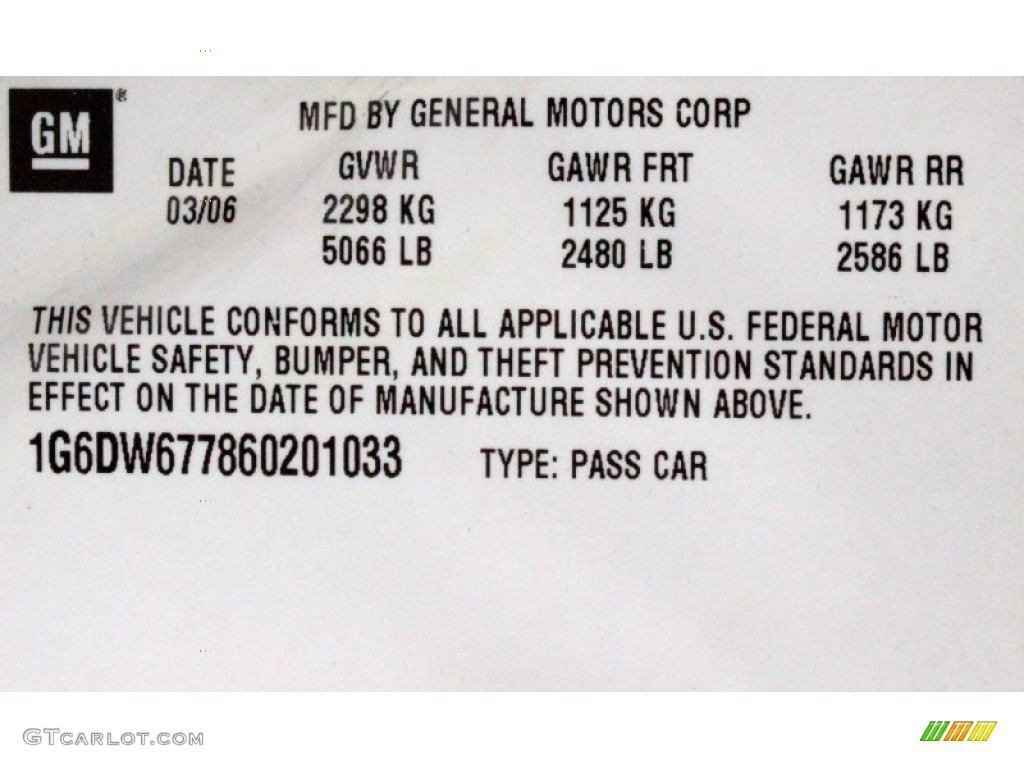 GM®
MFD BY GENERAL MOTORS CORP
DATE GVWR GAWR FRT GAWR RR
03/06 2298 KG 1125 KG 1173 KG
5066 LB 2480 LB 2586 LB
THIS VEHICLE CONFORMS TO ALL APPLICABLE U.S. FEDERAL MOTOR
VEHICLE SAFETY, BUMPER, AND THEFT PREVENTION STANDARDS IN
EFFECT ON THE DATE OF MANUFACTURE SHOWN ABOVE.
1G6DW677860201033 TYPE: PASS CAR
GTCARLOT.COM